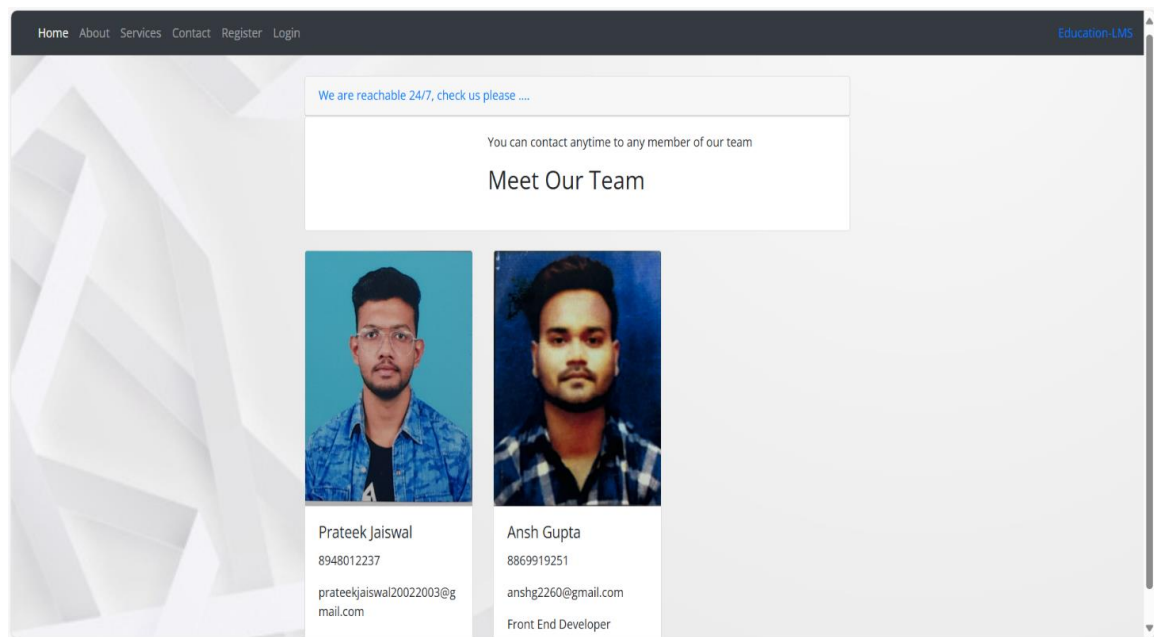 Home About Services Contact Register Login Education-LMS
We are reachable 24/7, check us please ....
You can contact anytime to any member of our team
Meet Our Team
Prateek Jaiswal
8948012237
prateekjaiswal20022003@g
mail.com
Ansh Gupta
8869919251
anshg2260@gmail.com
Front End Developer